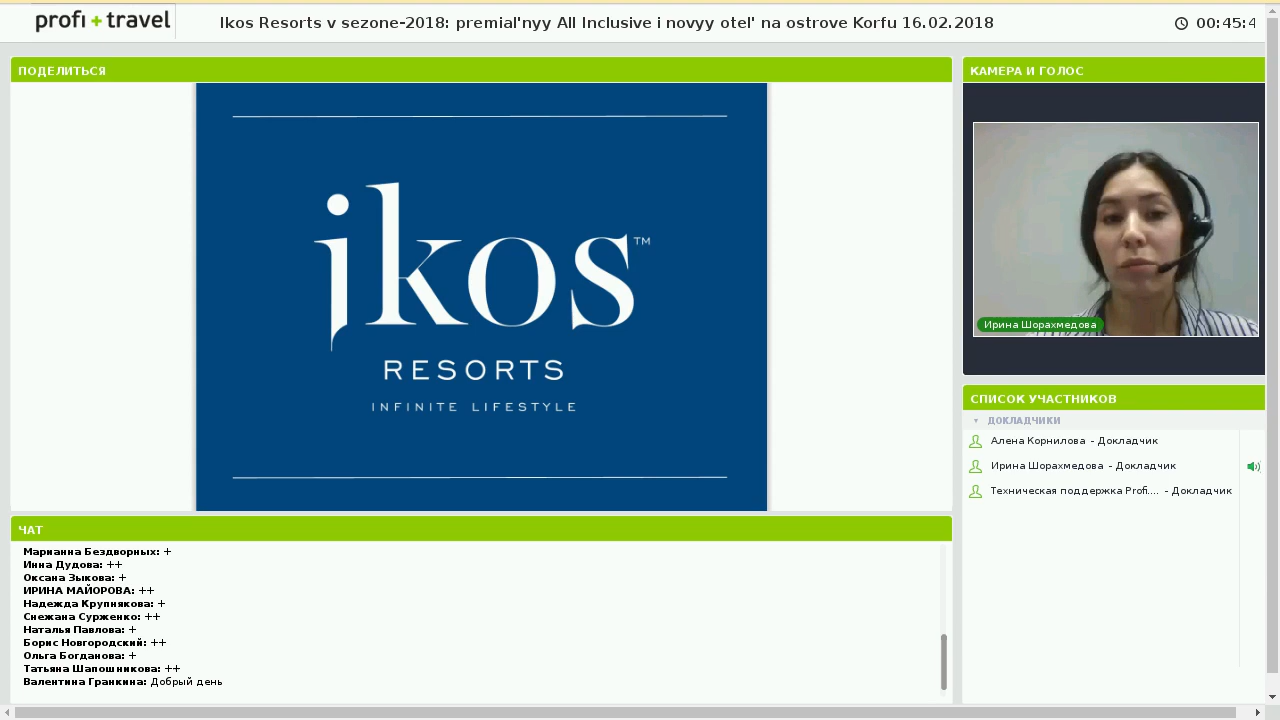 profi + travel
Ikos Resorts v sezone-2018: premial'nyy All Inclusive i novyy otel' na ostrove Korfu 16.02.2018
00:45:4
ПОДЕЛИТЬСЯ
ikos™
RESORTS
INFINITE LIFESTYLE
КАМЕРА И ГОЛОС
Ирина Шорахмедова
СПИСОК УЧАСТНИКОВ
ДОКЛАДЧИКИ
Алена Корнилова - Докладчик
Ирина Шорахмедова - Докладчик
Техническая поддержка Profi.... - Докладчик
ЧАТ
Марианна Бездворных: +
Инна Дудова: ++
Оксана Зыкова: +
ИРИНА МАЙОРОВА: ++
Надежда Крупнякова: +
Снежана Сурженко: ++
Наталья Павлова: +
Борис Новгородский: ++
Ольга Богданова: +
Татьяна Шапошникова: ++
Валентина Гранкина: Добрый день